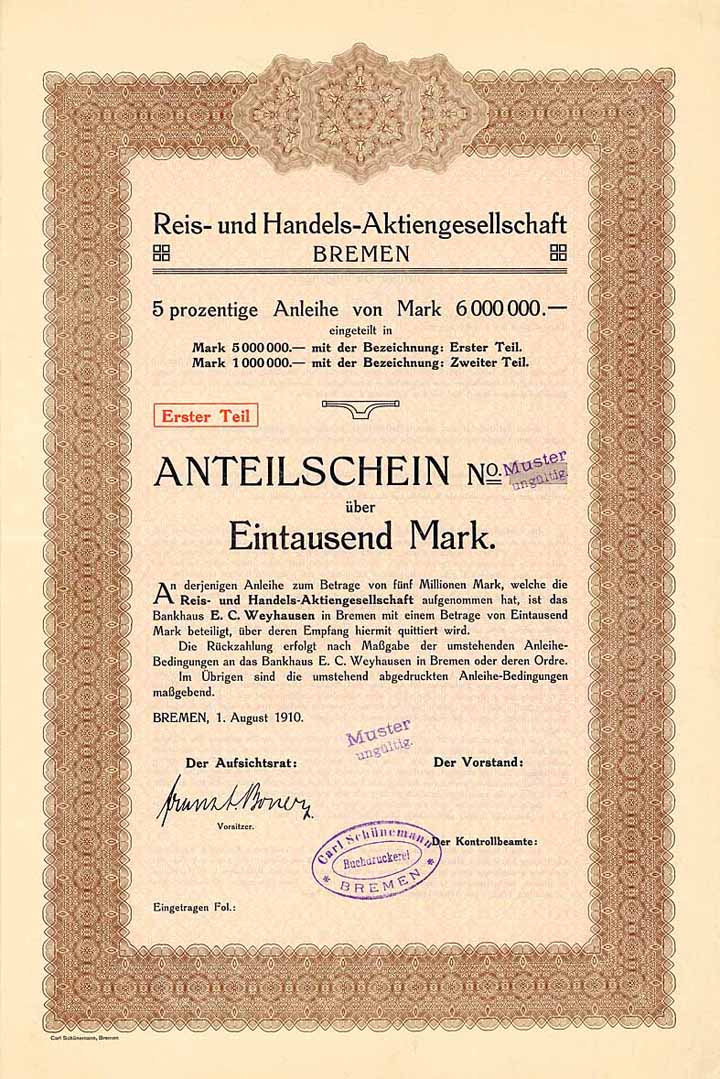 Reis- und Handels-Aktiengesellschaft
BREMEN
5 prozentige Anleihe von Mark 6 000 000.—
eingeteilt in
Mark 5 000 000.— mit der Bezeichnung: Erster Teil.
Mark 1 000 000.— mit der Bezeichnung: Zweiter Teil.
Erster Teil
ANTEILSCHEIN No. Muster
ungültig.
über
Eintausend Mark.
An derjenigen Anleihe zum Betrage von fünf Millionen Mark, welche die
Reis- und Handels-Aktiengesellschaft aufgenommen hat, ist das
Bankhaus E. C. Weyhausen in Bremen mit einem Betrage von Eintausend
Mark beteiligt, über deren Empfang hiermit quittiert wird.
Die Rückzahlung erfolgt nach Maßgabe der umstehenden Anleihe-
Bedingungen an das Bankhaus E. C. Weyhausen in Bremen oder deren Ordre.
Im Übrigen sind die umstehend abgedruckten Anleihe-Bedingungen
maßgebend.
BREMEN, 1. August 1910.
Muster
ungültig.
Der Aufsichtsrat: Der Vorstand:
Vorsitzer.
Carl Schünemann
Buchdruckerei
* BREMEN *
Der Kontrollbeamte:
Eingetragen Fol.:
Carl Schünemann, Bremen